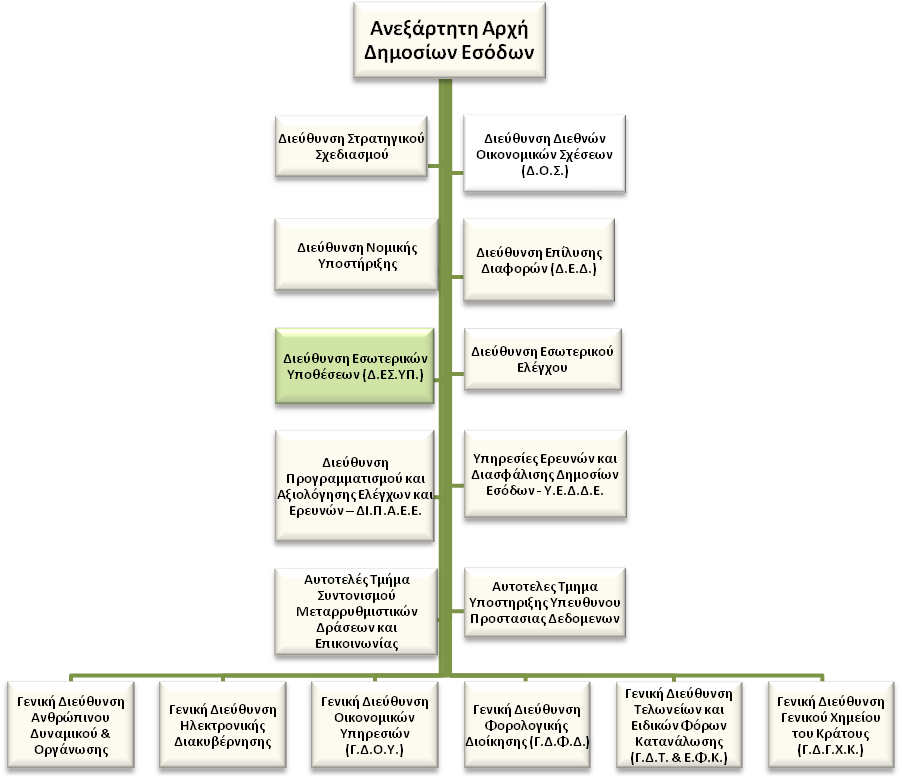 Ανεξάρτητη Αρχή
Δημοσίων Εσόδων
Διεύθυνση Στρατηγικού
Σχεδιασμού
Διεύθυνση Διεθνών
Οικονομικών Σχέσεων
(Δ.Ο.Σ.)
Διεύθυνση Νομικής
Υποστήριξης
Διεύθυνση Επίλυσης
Διαφορών (Δ.Ε.Δ.)
Διεύθυνση Εσωτερικών
Υποθέσεων (Δ.ΕΣ.ΥΠ.)
Διεύθυνση Εσωτερικού
Ελέγχου
Διεύθυνση
Προγραμματισμού και
Αξιολόγησης Ελέγχων και
Ερευνών – ΔΙ.Π.Α.Ε.Ε.
Υπηρεσίες Ερευνών και
Διασφάλισης Δημοσίων
Εσόδων - Υ.Ε.Δ.Δ.Ε.
Αυτοτελές Τμήμα
Συντονισμού
Μεταρρυθμιστικών
Δράσεων και
Επικοινωνίας
Αυτοτελες Τμημα
Υποστηριξης Υπευθυνου
Προστασιας Δεδομενων
Γενική Διεύθυνση
Ανθρώπινου
Δυναμικού &
Οργάνωσης
Γενική Διεύθυνση
Ηλεκτρονικής
Διακυβέρνησης
Γενική Διεύθυνση
Οικονομικών
Υπηρεσιών
(Γ.Δ.Ο.Υ.)
Γενική Διεύθυνση
Φορολογικής
Διοίκησης (Γ.Δ.Φ.Δ.)
Γενική Διεύθυνση
Τελωνείων και
Ειδικών Φόρων
Κατανάλωσης
(Γ.Δ.Τ. & Ε.Φ.Κ.)
Γενική Διεύθυνση
Γενικού Χημείου
του Κράτους
(Γ.Δ.Γ.Χ.Κ.)